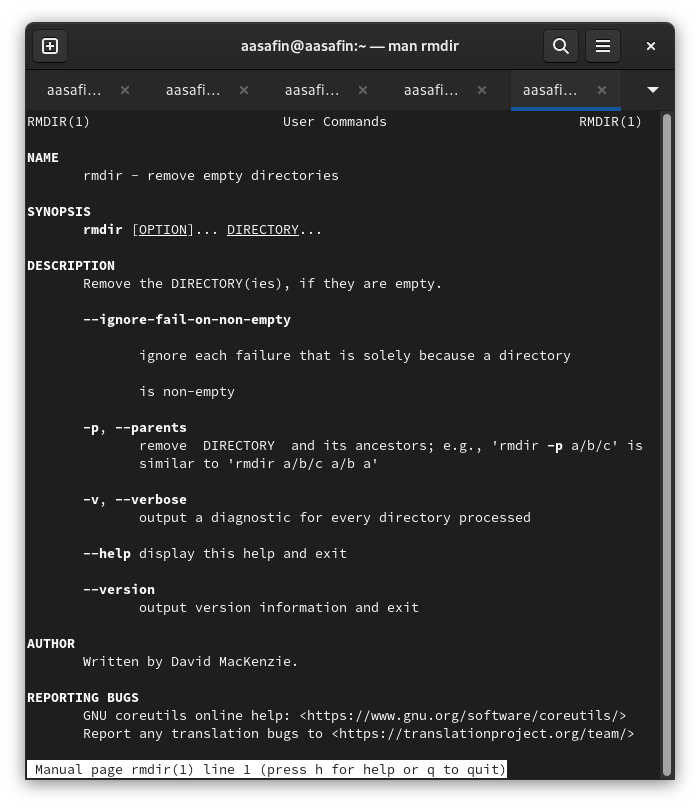 aasafin@aasafin:~ — man rmdir
aasafi... aasafi... aasafi... aasafi... aasafi...
RMDIR(1) User Commands RMDIR(1)
NAME
rmdir - remove empty directories
SYNOPSIS
rmdir [OPTION]... DIRECTORY...
DESCRIPTION
Remove the DIRECTORY(ies), if they are empty.
--ignore-fail-on-non-empty
ignore each failure that is solely because a directory
is non-empty
-p, --parents
remove  DIRECTORY  and its ancestors; e.g., 'rmdir -p a/b/c' is
similar to 'rmdir a/b/c a/b a'
-v, --verbose
output a diagnostic for every directory processed
--help display this help and exit
--version
output version information and exit
AUTHOR
Written by David MacKenzie.
REPORTING BUGS
GNU coreutils online help: <https://www.gnu.org/software/coreutils/>
Report any translation bugs to <https://translationproject.org/team/>
Manual page rmdir(1) line 1 (press h for help or q to quit)